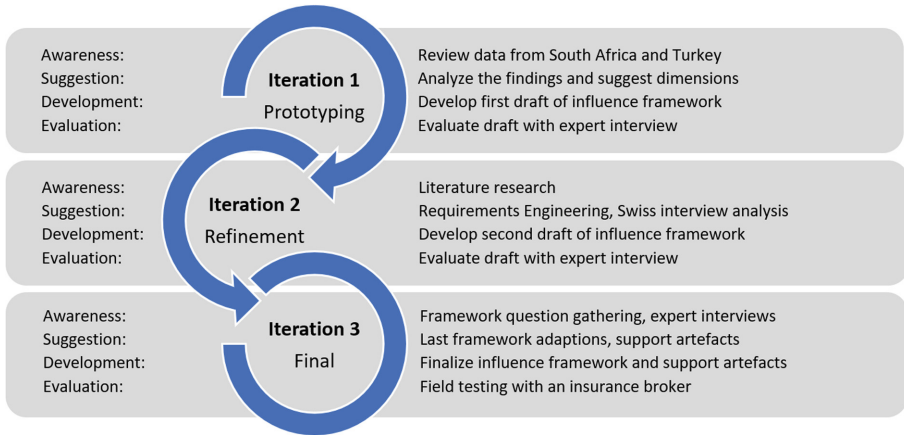 Awareness: Review data from South Africa and Turkey
Suggestion: Iteration 1 Analyze the findings and suggest dimensions
Development: Prototyping Develop first draft of influence framework
Evaluation: Evaluate draft with expert interview
Awareness: Literature research
Suggestion: Iteration 2 Requirements Engineering, Swiss interview analysis
Development: Refinement Develop second draft of influence framework
Evaluation: Evaluate draft with expert interview
Awareness: Framework question gathering, expert interviews
Suggestion: Iteration 3 Last framework adaptions, support artefacts
Development: Final Finalize influence framework and support artefacts
Evaluation: Field testing with an insurance broker